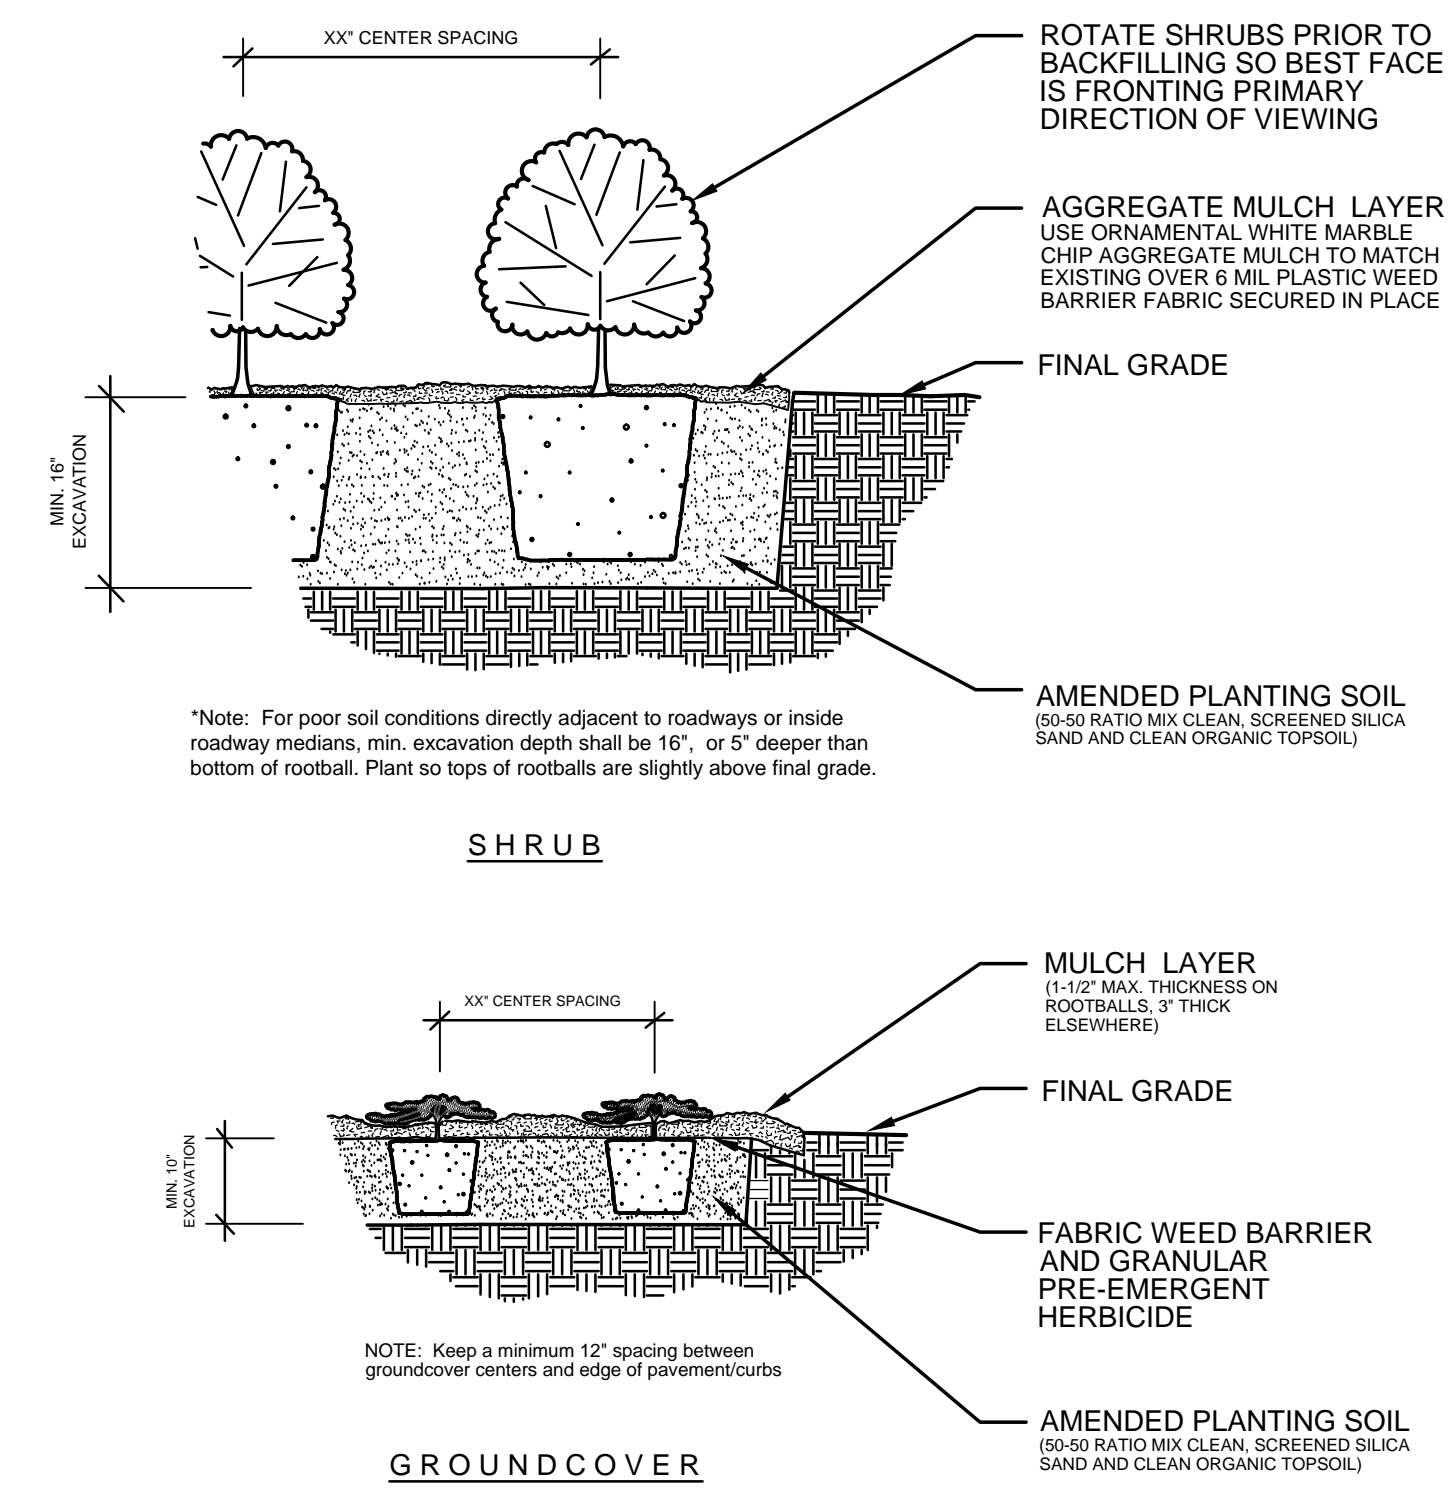 XX" CENTER SPACING
ROTATE SHRUBS PRIOR TO
BACKFILLING SO BEST FACE
IS FRONTING PRIMARY
DIRECTION OF VIEWING
AGGREGATE MULCH LAYER
USE ORNAMENTAL WHITE MARBLE
CHIP AGGREGATE MULCH TO MATCH
EXISTING OVER 6 MIL PLASTIC WEED
BARRIER FABRIC SECURED IN PLACE
FINAL GRADE
MIN. 16"
EXCAVATION
AMENDED PLANTING SOIL
(50-50 RATIO MIX CLEAN, SCREENED SILICA
SAND AND CLEAN ORGANIC TOPSOIL)
*Note: For poor soil conditions directly adjacent to roadways or inside
roadway medians, min. excavation depth shall be 16", or 5" deeper than
bottom of rootball. Plant so tops of rootballs are slightly above final grade.
SHRUB
MULCH LAYER
(1-1/2" MAX. THICKNESS ON
ROOTBALLS, 3" THICK
ELSEWHERE)
XX" CENTER SPACING
FINAL GRADE
MIN. 10"
EXCAVATION
FABRIC WEED BARRIER
AND GRANULAR
PRE-EMERGENT
HERBICIDE
NOTE: Keep a minimum 12" spacing between
groundcover centers and edge of pavement/curbs
AMENDED PLANTING SOIL
(50-50 RATIO MIX CLEAN, SCREENED SILICA
SAND AND CLEAN ORGANIC TOPSOIL)
GROUNDCOVER